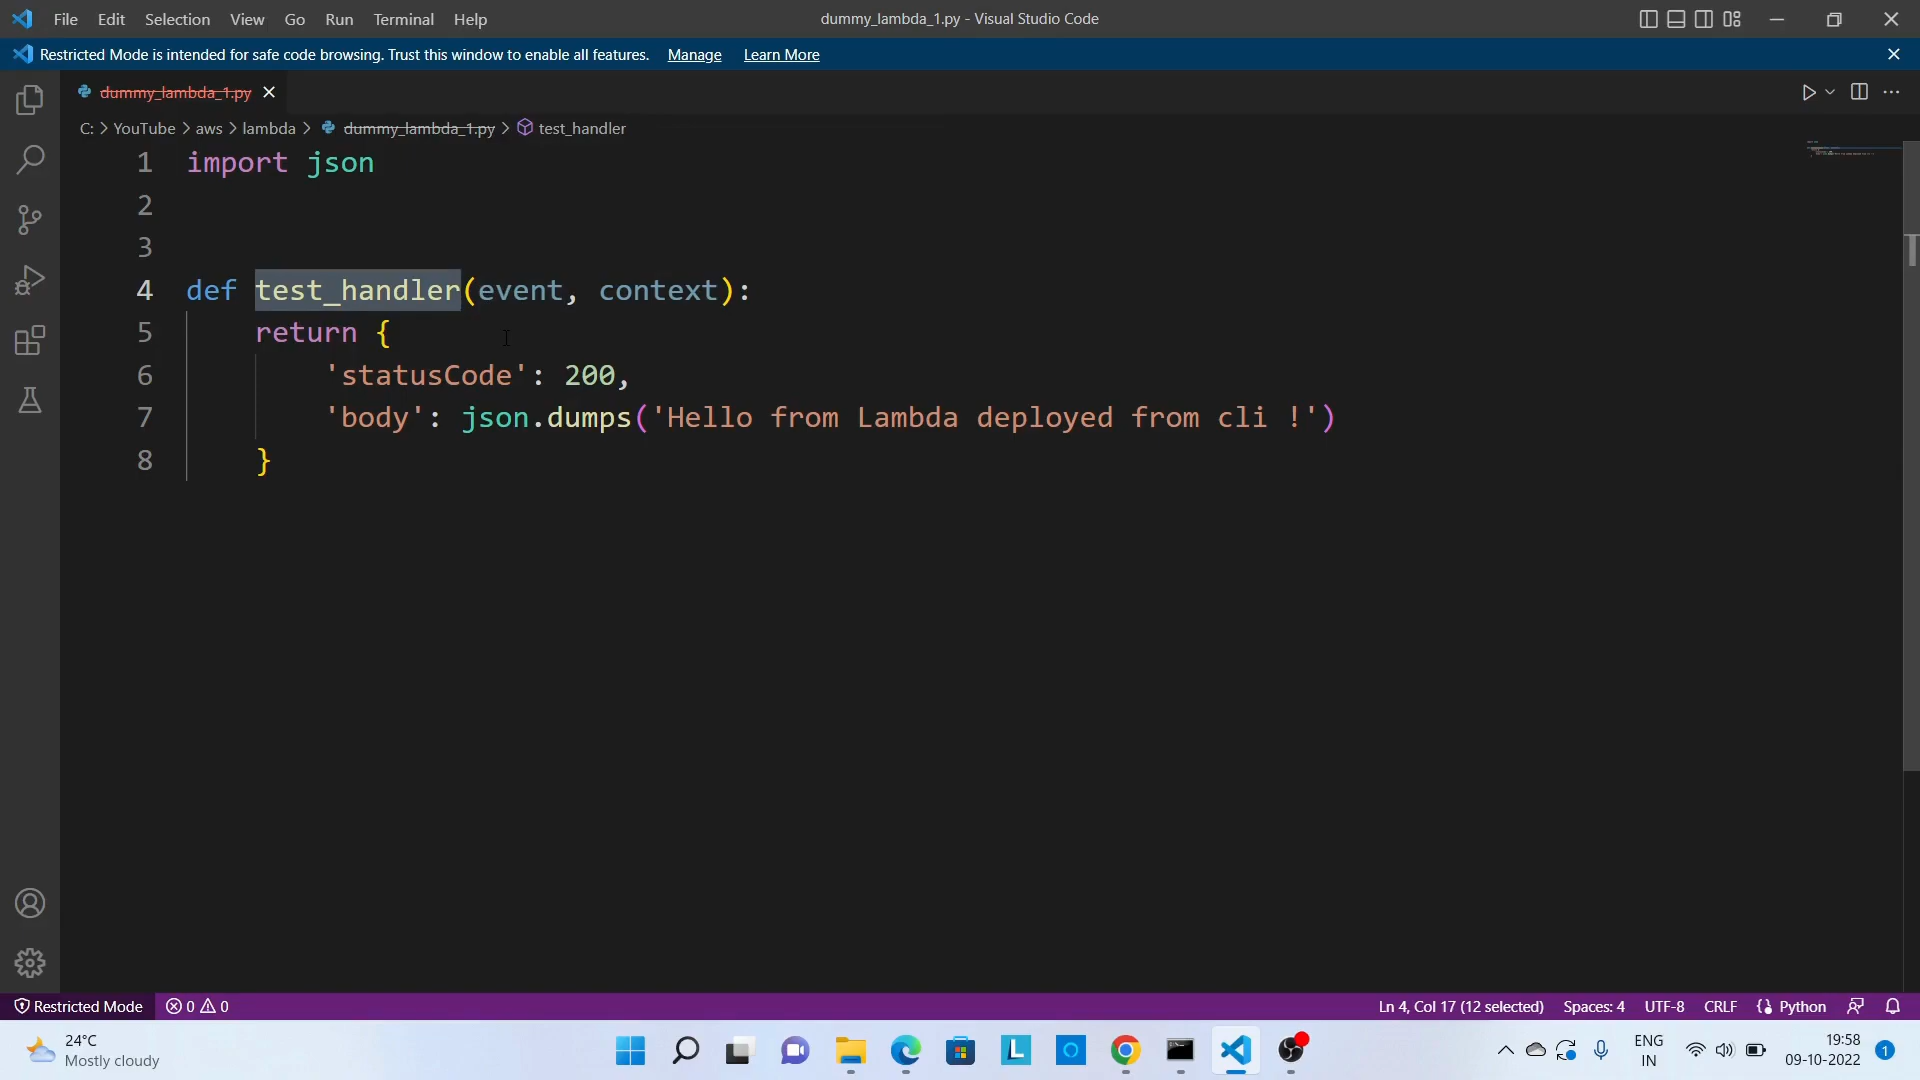 File Edit Selection View Go Run Terminal Help dummy_lambda_1.py - Visual Studio Code
Restricted Mode is intended for safe code browsing. Trust this window to enable all features. Manage Learn More
dummy_lambda_1.py
C: > YouTube > aws > lambda > dummy_lambda_1.py > test_handler
1 import json
2
3
4 def test_handler(event, context):
5 return {
6 'statusCode': 200,
7 'body': json.dumps('Hello from Lambda deployed from cli !')
8 }
Restricted Mode 0 0 Ln 4, Col 17 (12 selected) Spaces: 4 UTF-8 CRLF Python
24°C
Mostly cloudy
ENG
IN
19:58
09-10-2022
1